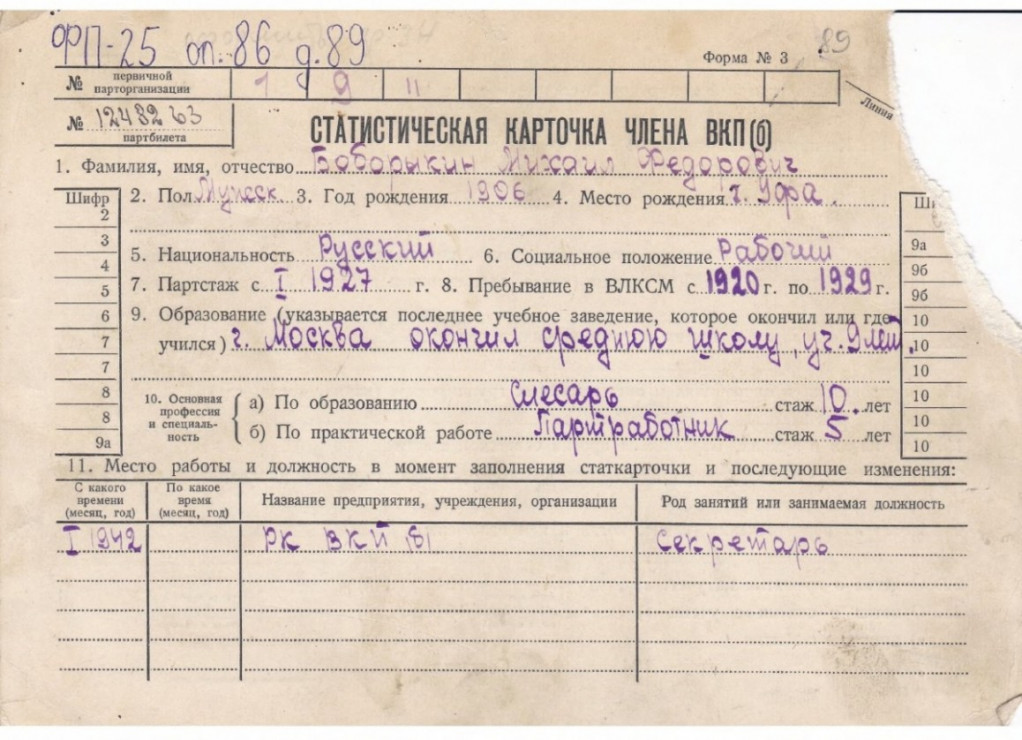 ФП-25 оп. 86 д. 89
Форма № 3 89
№ первичной парторганизации 1 9 11
Линия
№ 1248263 партбилета
СТАТИСТИЧЕСКАЯ КАРТОЧКА ЧЛЕНА ВКП(б)
1. Фамилия, имя, отчество Боборыкин Михаил Федорович
Шифр 2. Пол Мужск 3. Год рождения 1906 4. Место рождения г. Уфа.
2
3 9а
5. Национальность Русский 6. Социальное положение Рабочий
4 9б
7. Партстаж с I 1927 г. 8. Пребывание в ВЛКСМ с 1920 г. по 1929 г.
5 9б
9. Образование (указывается последнее учебное заведение, которое окончил или где
6 10
учился) г. Москва окончил среднюю школу, уч. 9 лет.
7 10
7 10
8 10
10. Основная профессия и специальность
а) По образованию Слесарь стаж 10 лет
8 10
б) По практической работе Партработник стаж 5 лет
9а 10
11. Место работы и должность в момент заполнения статкарточки и последующие изменения:
С какого времени (месяц, год) По какое время (месяц, год) Название предприятия, учреждения, организации Род занятий или занимаемая должность
I 1942 РК ВКП(б) Секретарь